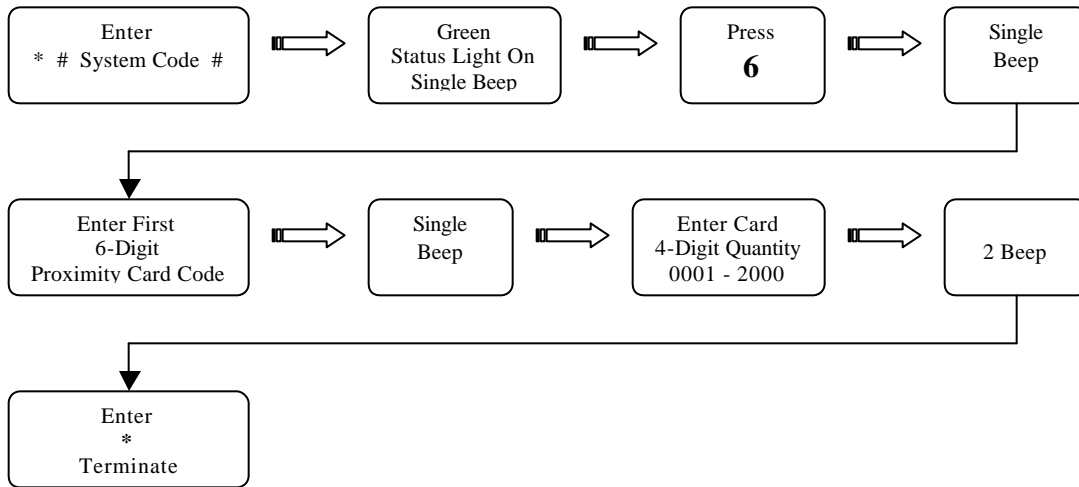 Enter
* # System Code #
Green
Status Light On
Single Beep
Press
6
Single
Beep
Enter First
6-Digit
Proximity Card Code
Single
Beep
Enter Card
4-Digit Quantity
0001 - 2000
2 Beep
Enter
*
Terminate